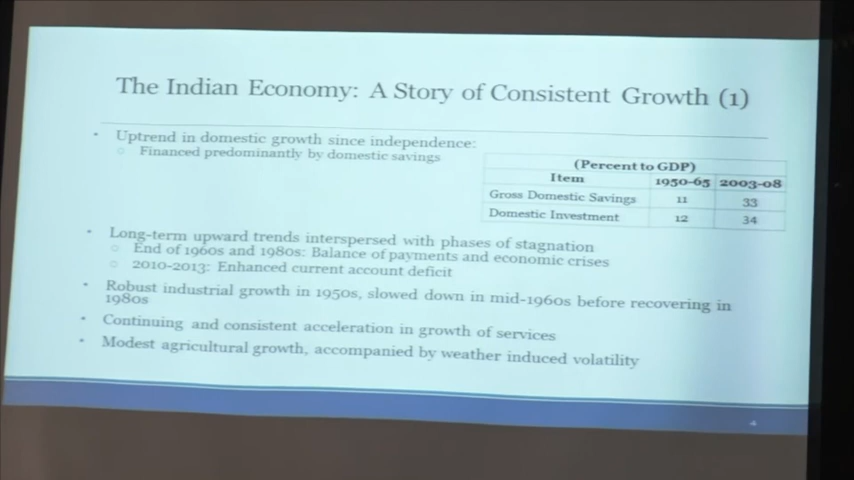 The Indian Economy: A Story of Consistent Growth (1)
• Uptrend in domestic growth since independence:
○ Financed predominantly by domestic savings
(Percent to GDP)
Item 1950-65 2003-08
Gross Domestic Savings 11 33
Domestic Investment 12 34
• Long-term upward trends interspersed with phases of stagnation
○ End of 1960s and 1980s: Balance of payments and economic crises
○ 2010-2013: Enhanced current account deficit
• Robust industrial growth in 1950s, slowed down in mid-1960s before recovering in
1980s
• Continuing and consistent acceleration in growth of services
• Modest agricultural growth, accompanied by weather induced volatility
4